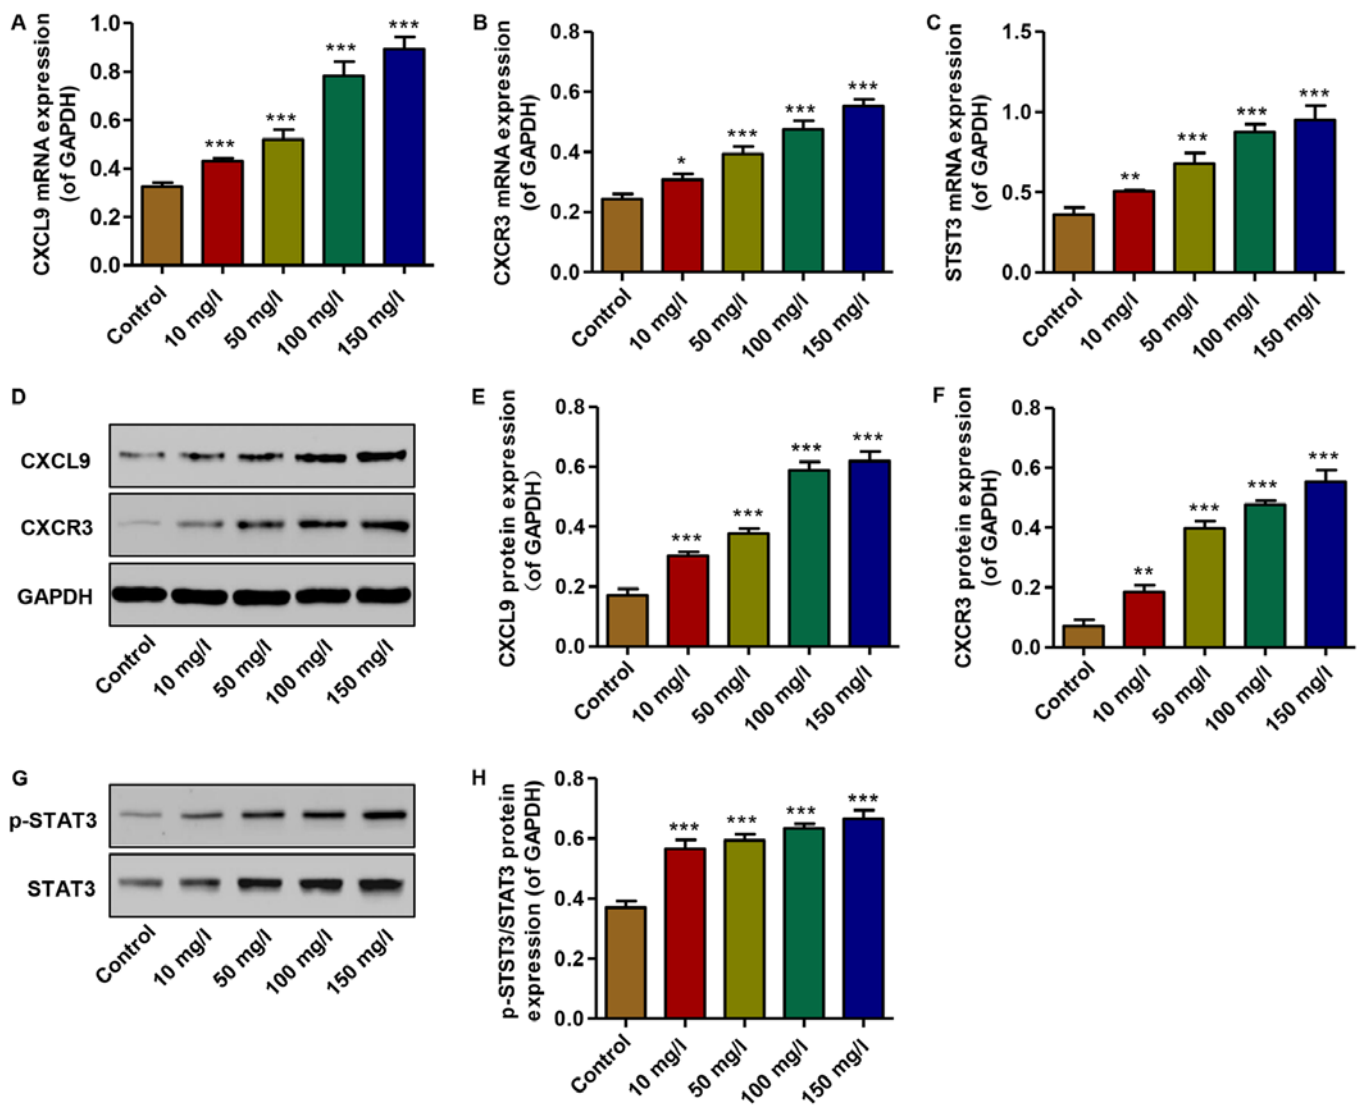 A
CXCL9 mRNA expression
(of GAPDH)
1.0
0.8
0.6
0.4
0.2
0.0
***
***
***
***
Control
10 mg/l
50 mg/l
100 mg/l
150 mg/l
B
CXCR3 mRNA expression
(of GAPDH)
0.8
0.6
0.4
0.2
0.0
*
***
***
***
Control
10 mg/l
50 mg/l
100 mg/l
150 mg/l
C
STST3 mRNA expression
(of GAPDH)
1.5
1.0
0.5
0.0
**
***
***
***
Control
10 mg/l
50 mg/l
100 mg/l
150 mg/l
D
CXCL9
CXCR3
GAPDH
Control
10 mg/l
50 mg/l
100 mg/l
150 mg/l
E
CXCL9 protein expression
(of GAPDH)
0.8
0.6
0.4
0.2
0.0
***
***
***
***
Control
10 mg/l
50 mg/l
100 mg/l
150 mg/l
F
CXCR3 protein expression
(of GAPDH)
0.8
0.6
0.4
0.2
0.0
**
***
***
***
Control
10 mg/l
50 mg/l
100 mg/l
150 mg/l
G
p-STAT3
STAT3
Control
10 mg/l
50 mg/l
100 mg/l
150 mg/l
H
p-STST3/STAT3 protein
expression (of GAPDH)
0.8
0.6
0.4
0.2
0.0
***
***
***
***
Control
10 mg/l
50 mg/l
100 mg/l
150 mg/l